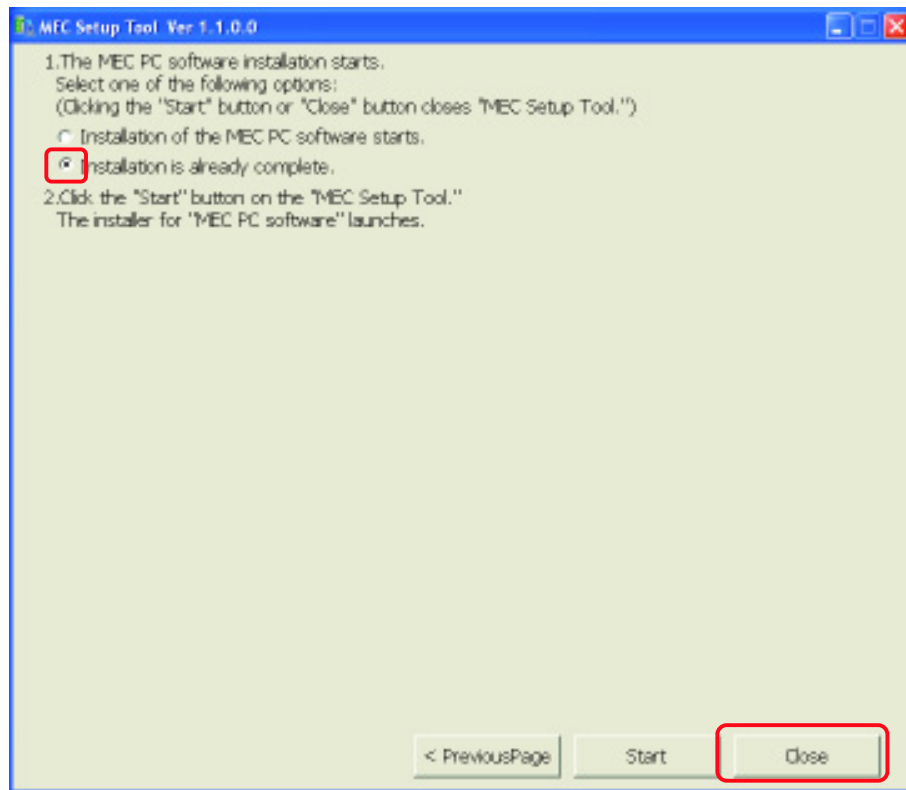 MEC Setup Tool Ver 1.1.0.0
1.The MEC PC software installation starts.
Select one of the following options:
(Clicking the "Start" button or "Close" button closes "MEC Setup Tool.")
Installation of the MEC PC software starts.
Installation is already complete.
2.Click the "Start" button on the "MEC Setup Tool."
The installer for "MEC PC software" launches.
< PreviousPage
Start
Close